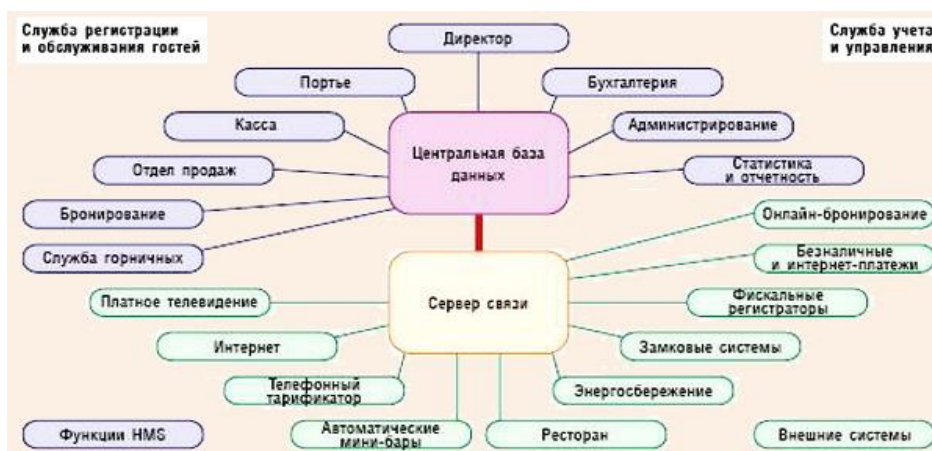 Служба регистрации
и обслуживания гостей
Директор
Служба учета
и управления
Портье
Бухгалтерия
Касса
Администрирование
Центральная база
данных
Отдел продаж
Статистика
и отчетность
Бронирование
Онлайн-бронирование
Служба горничных
Безналичные
и интернет-платежи
Платное телевидение
Сервер связи
Фискальные
регистраторы
Интернет
Замковые системы
Телефонный
тарификатор
Энергосбережение
Функции HMS
Автоматические
мини-бары
Ресторан
Внешние системы